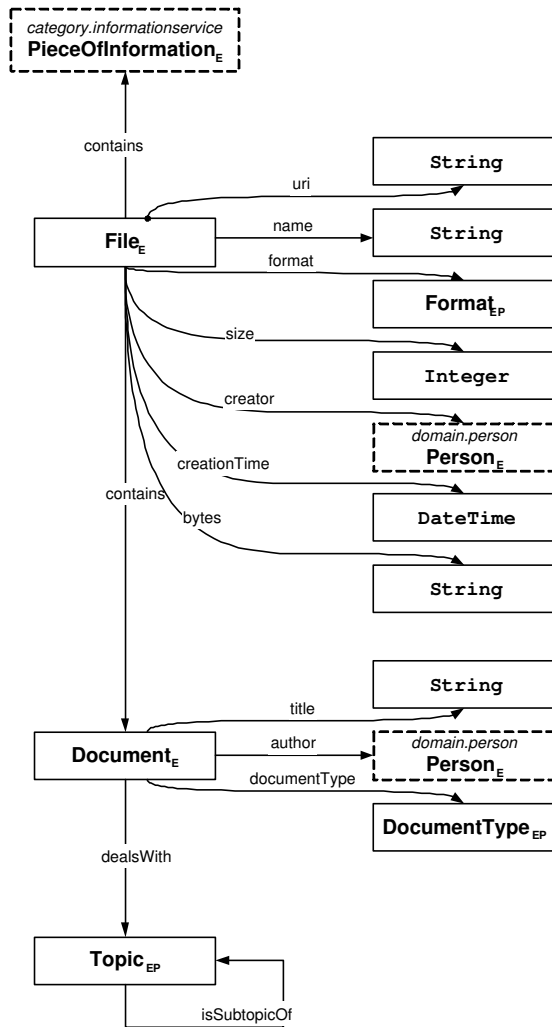 category.informationservice
PieceOfInformationE
contains
uri
String
FileE
name
String
format
FormatEP
size
Integer
creator
domain.person
PersonE
creationTime
DateTime
contains
bytes
String
title
String
DocumentE
author
domain.person
PersonE
documentType
DocumentTypeEP
dealsWith
TopicEP
isSubtopicOf